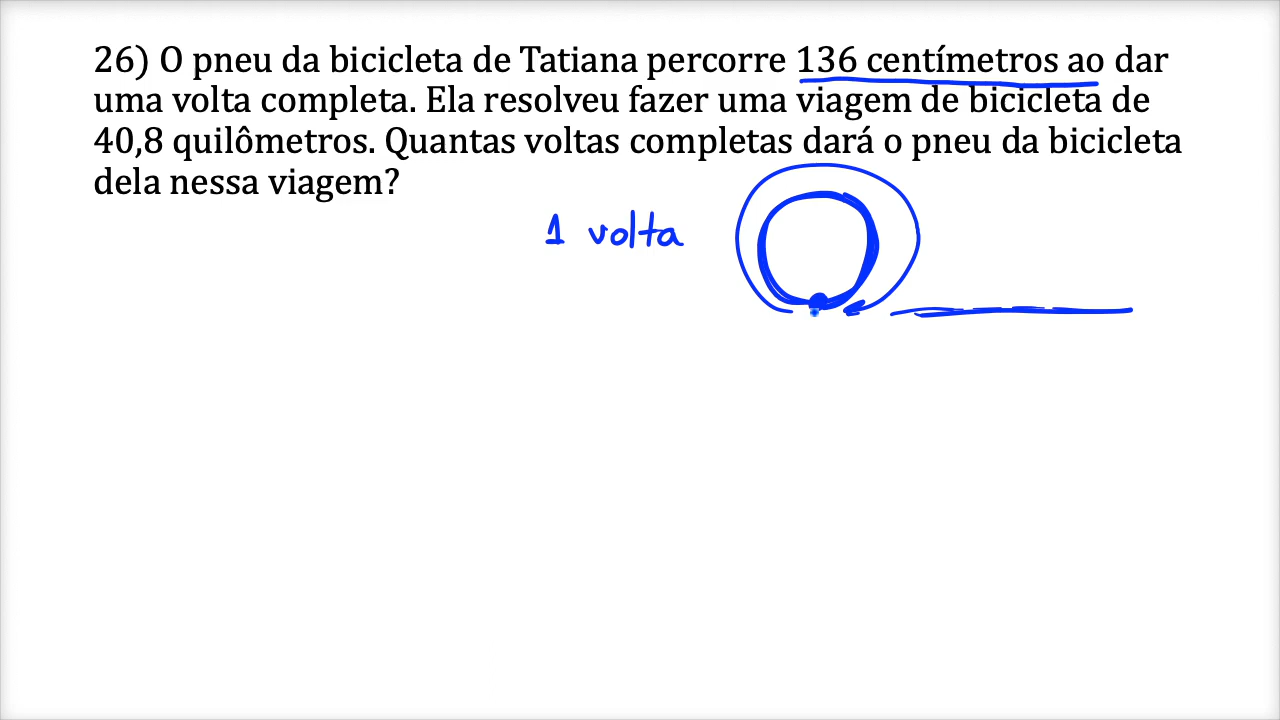 26) O pneu da bicicleta de Tatiana percorre 136 centímetros ao dar
uma volta completa. Ela resolveu fazer uma viagem de bicicleta de
40,8 quilômetros. Quantas voltas completas dará o pneu da bicicleta
dela nessa viagem?
1 volta